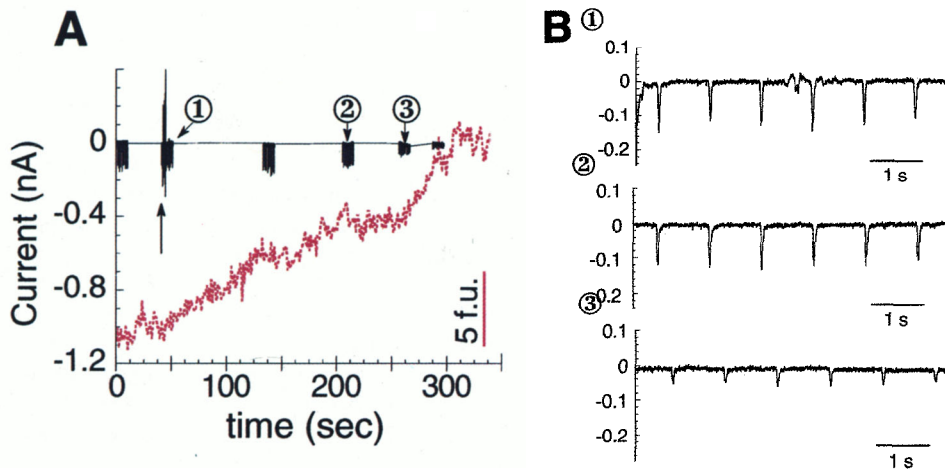 A
Current (nA)
0
-0.4
-0.8
-1.2
① ② ③
5 f.u.
0 100 200 300
time (sec)
B ①
0.1
0
-0.1
-0.2
1 s
②
0.1
0
-0.1
0.2
1 s
③
0.1
0
-0.1
-0.2
1 s